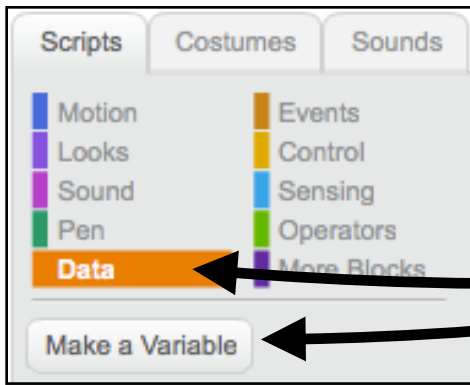 Scripts Costumes Sounds
Motion Events
Looks Control
Sound Sensing
Pen Operators
Data More Blocks
Make a Variable